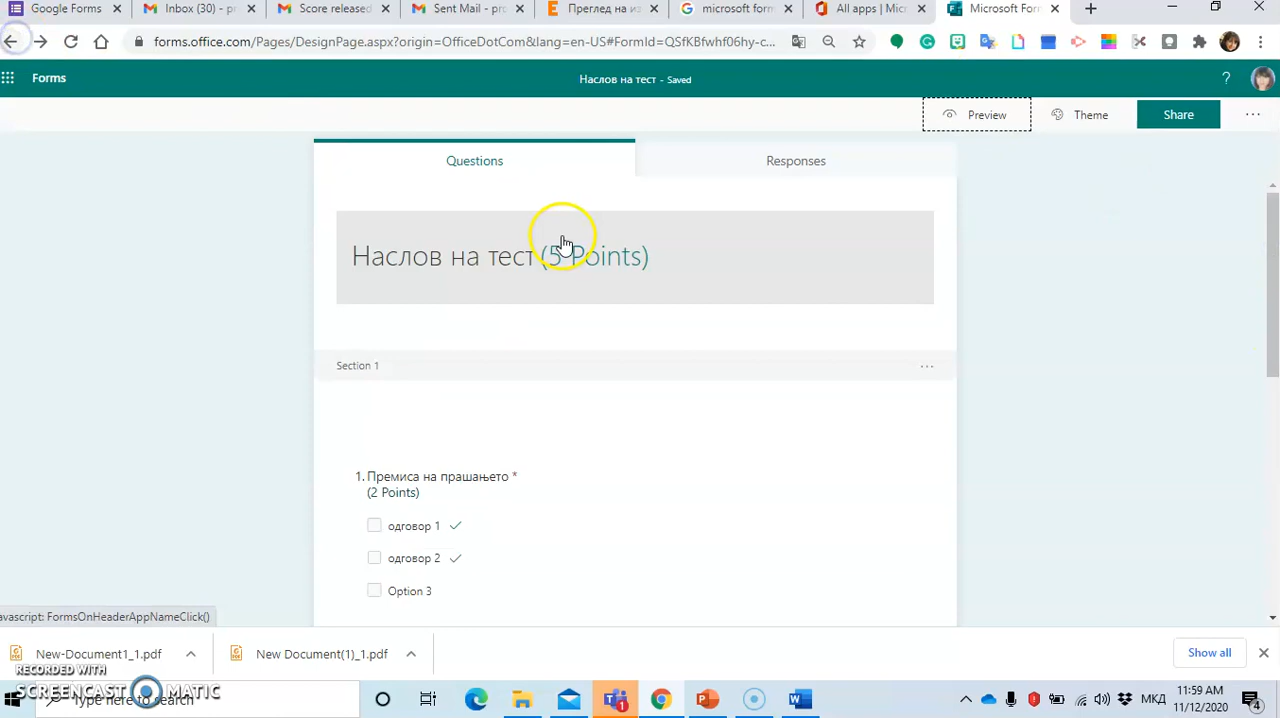 Google Forms
Inbox (30) - pr
Score released
Sent Mail - pro
Преглед на из
microsoft form
All apps | Micr
Microsoft Form
forms.office.com/Pages/DesignPage.aspx?origin=OfficeDotCom&lang=en-US#FormId=QSfKBfwhf06hy-c...
Forms
Наслов на тест - Saved
?
Preview
Theme
Share
Questions
Responses
Наслов на тест (5 Points)
Section 1
1. Премиса на прашањето *
(2 Points)
одговор 1
одговор 2
Option 3
avascript: FormsOnHeaderAppNameClick()
New-Document1_1.pdf
New Document(1)_1.pdf
Show all
RECORDED WITH
SCREENCAST MATIC
Type here to search
1
МКД
11:59 AM
11/12/2020
4